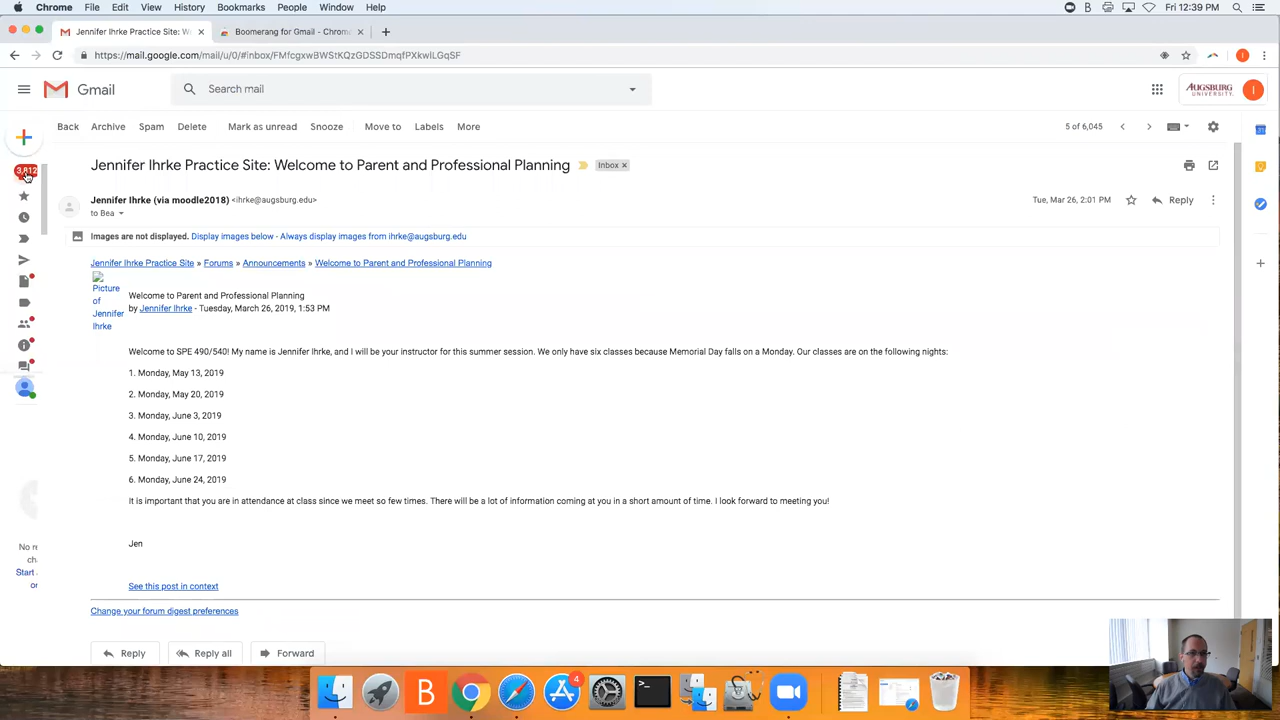 Chrome File Edit View History Bookmarks People Window Help Fri 12:39 PM
Jennifer Ihrke Practice Site: W Boomerang for Gmail - Chrom
https://mail.google.com/mail/u/0/#inbox/FMfcgxwBWStKQzGDSSDmqfPXkwlLGqSF
Gmail Search mail AUGSBURG UNIVERSITY I
Back Archive Spam Delete Mark as unread Snooze Move to Labels More 5 of 6,045
3,812
Jennifer Ihrke Practice Site: Welcome to Parent and Professional Planning Inbox x
Jennifer Ihrke (via moodle2018) <ihrke@augsburg.edu> Tue, Mar 26, 2:01 PM Reply
to Bea
Images are not displayed. Display images below - Always display images from ihrke@augsburg.edu
Jennifer Ihrke Practice Site » Forums » Announcements » Welcome to Parent and Professional Planning
Picture
of
Jennifer
Ihrke
Welcome to Parent and Professional Planning
by Jennifer Ihrke - Tuesday, March 26, 2019, 1:53 PM
Welcome to SPE 490/540! My name is Jennifer Ihrke, and I will be your instructor for this summer session. We only have six classes because Memorial Day falls on a Monday. Our classes are on the following nights:
1. Monday, May 13, 2019
2. Monday, May 20, 2019
3. Monday, June 3, 2019
4. Monday, June 10, 2019
5. Monday, June 17, 2019
6. Monday, June 24, 2019
It is important that you are in attendance at class since we meet so few times. There will be a lot of information coming at you in a short amount of time. I look forward to meeting you!
Jen
No re
ch
Start
or
See this post in context
Change your forum digest preferences
Reply Reply all Forward
B 4